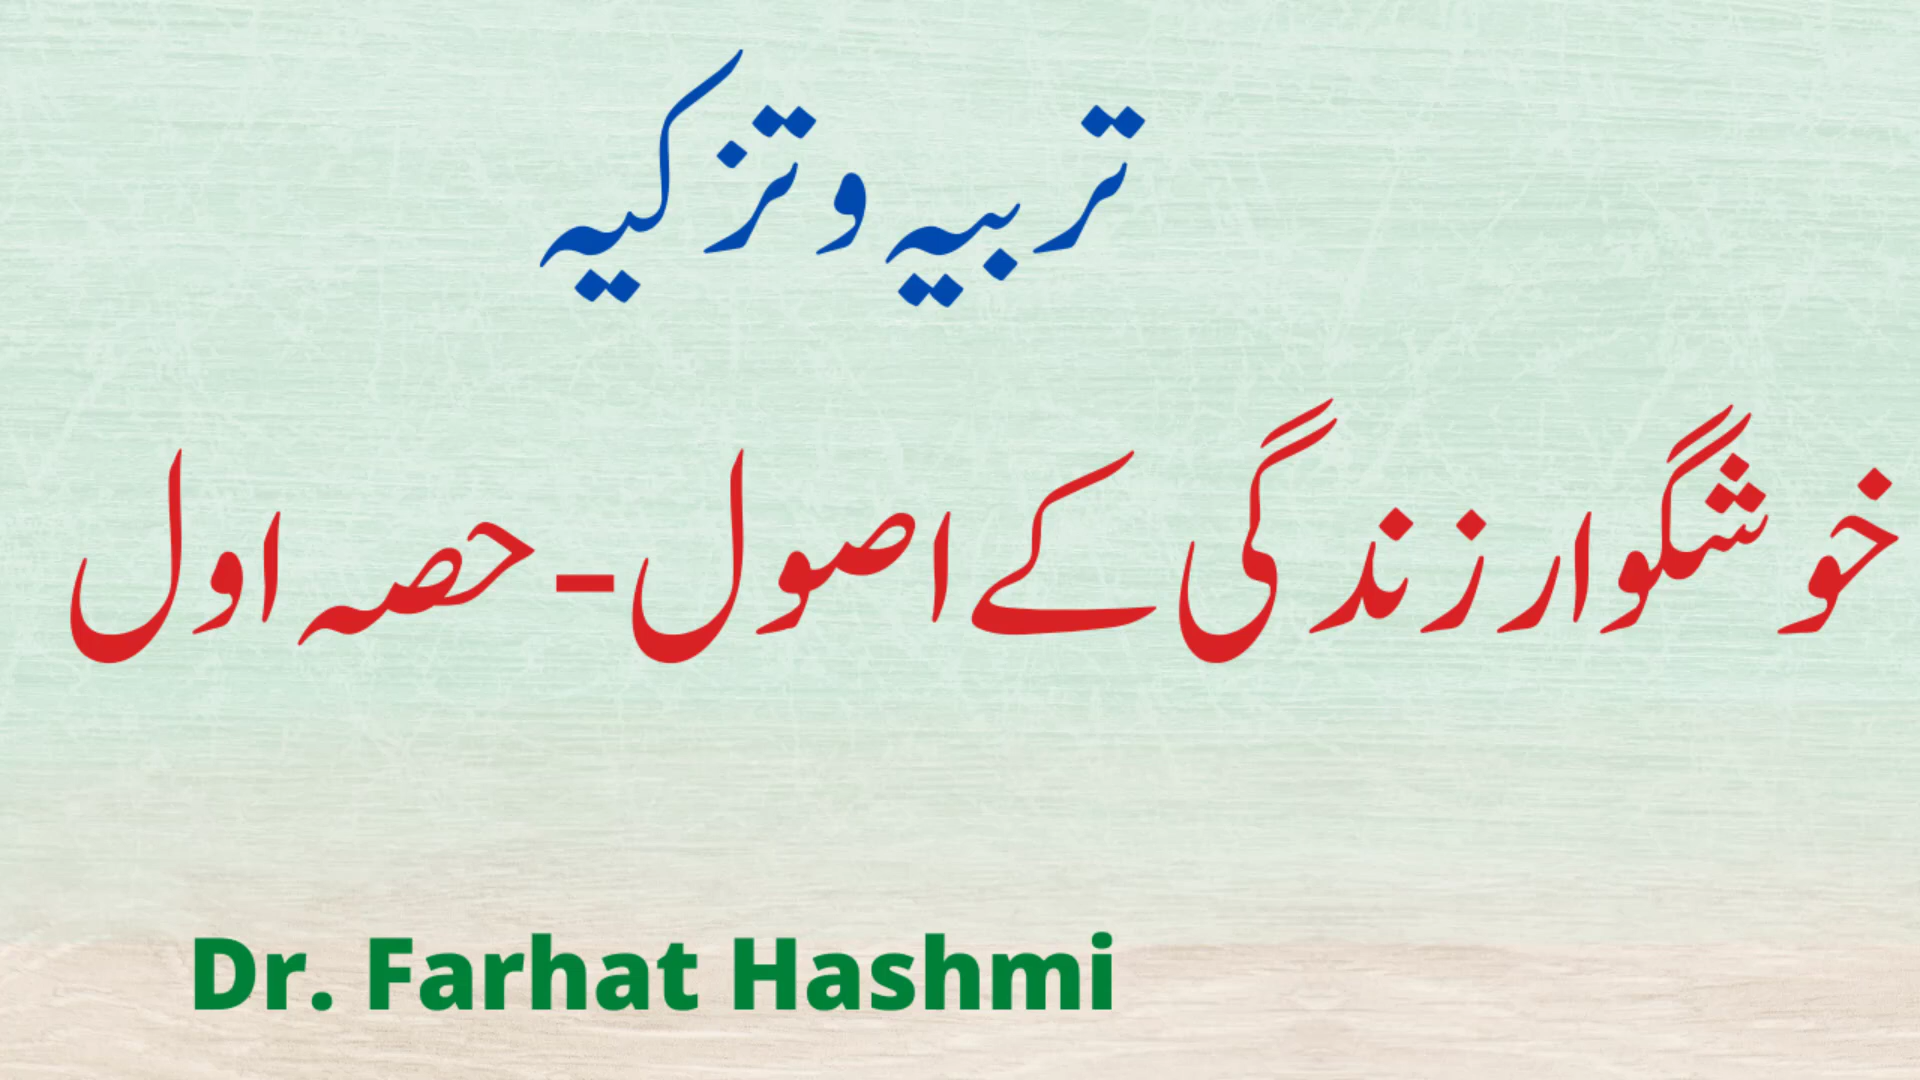 تربیہ و تزکیہ
خوشگوار زندگی کے اصول - حصہ اول
Dr. Farhat Hashmi